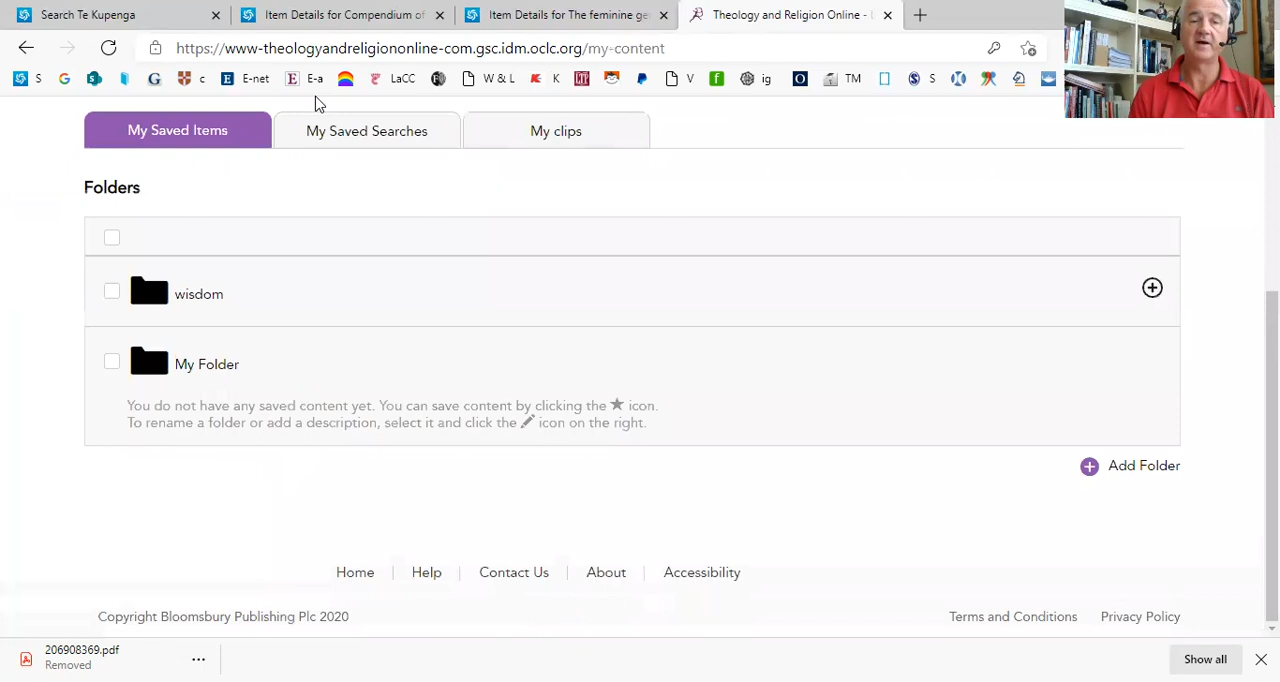 Search Te Kupenga
Item Details for Compendium of
Item Details for The feminine ge
Theology and Religion Online -
https://www-theologyandreligiononline-com.gsc.idm.oclc.org/my-content
S c E-net E-a LaCC W & L K V f ig TM S
My Saved Items
My Saved Searches
My clips
Folders
wisdom
My Folder
You do not have any saved content yet. You can save content by clicking the ★ icon.
To rename a folder or add a description, select it and click the icon on the right.
Add Folder
Home
Help
Contact Us
About
Accessibility
Copyright Bloomsbury Publishing Plc 2020
Terms and Conditions
Privacy Policy
206908369.pdf
Removed
Show all